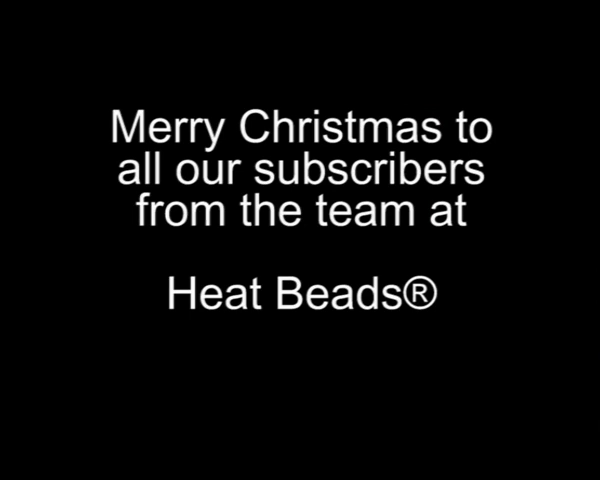 Merry Christmas to
all our subscribers
from the team at
Heat Beads®